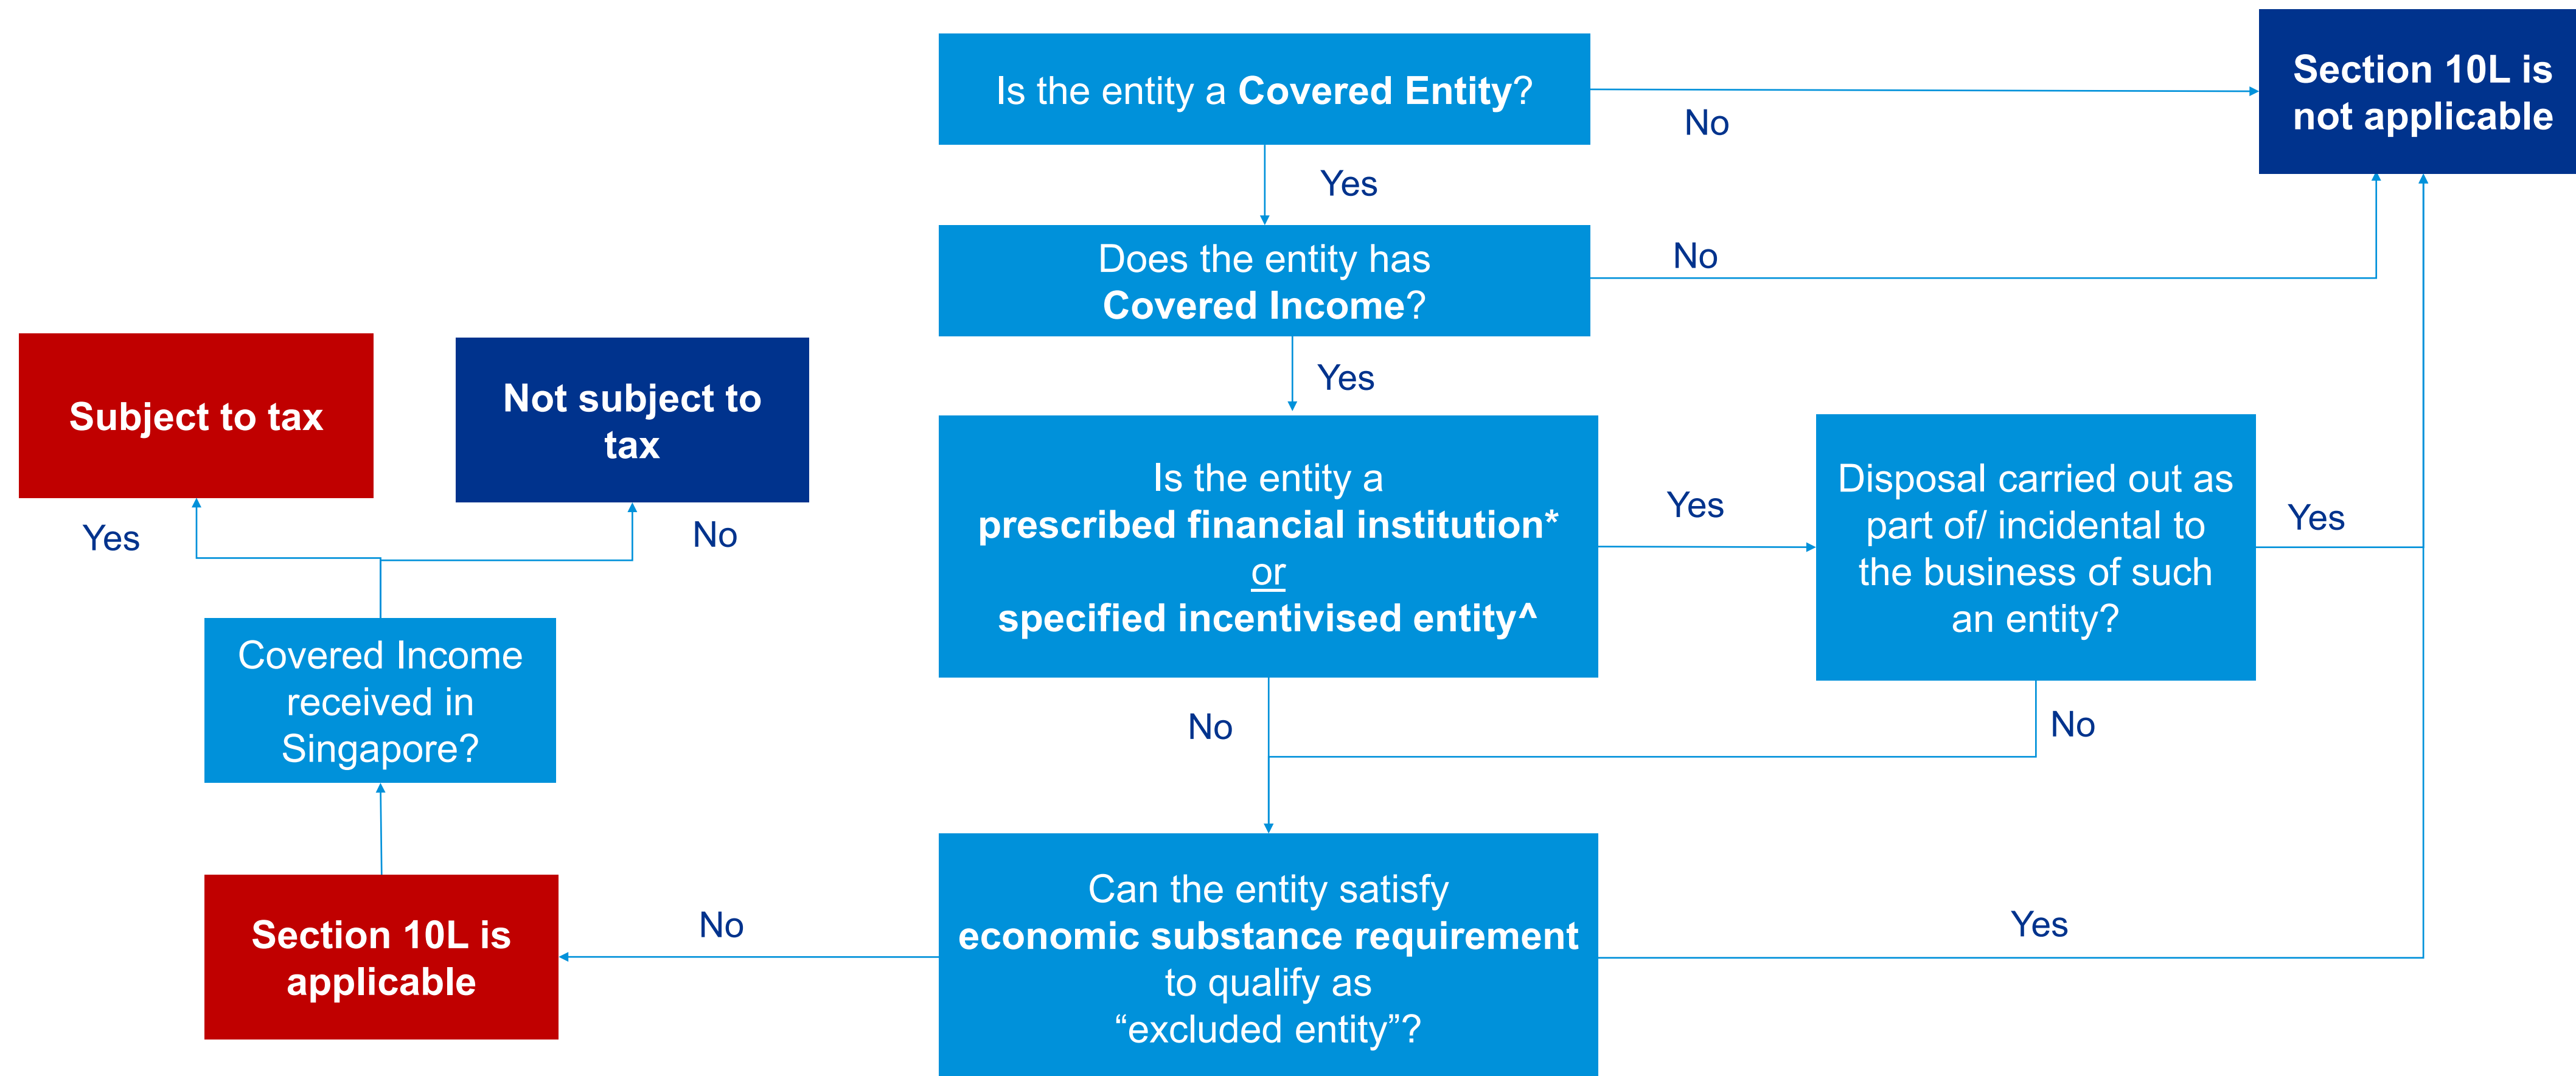 Is the entity a Covered Entity?
No
Section 10L is
not applicable
Yes
Does the entity has
Covered Income?
No
Yes
Subject to tax
Not subject to
tax
Is the entity a
prescribed financial institution*
or
specified incentivised entity^
Yes
Disposal carried out as
part of/ incidental to
the business of such
an entity?
Yes
Yes
No
Covered Income
received in
Singapore?
No
No
Can the entity satisfy
economic substance requirement
to qualify as
“excluded entity”?
No
Yes
Section 10L is
applicable